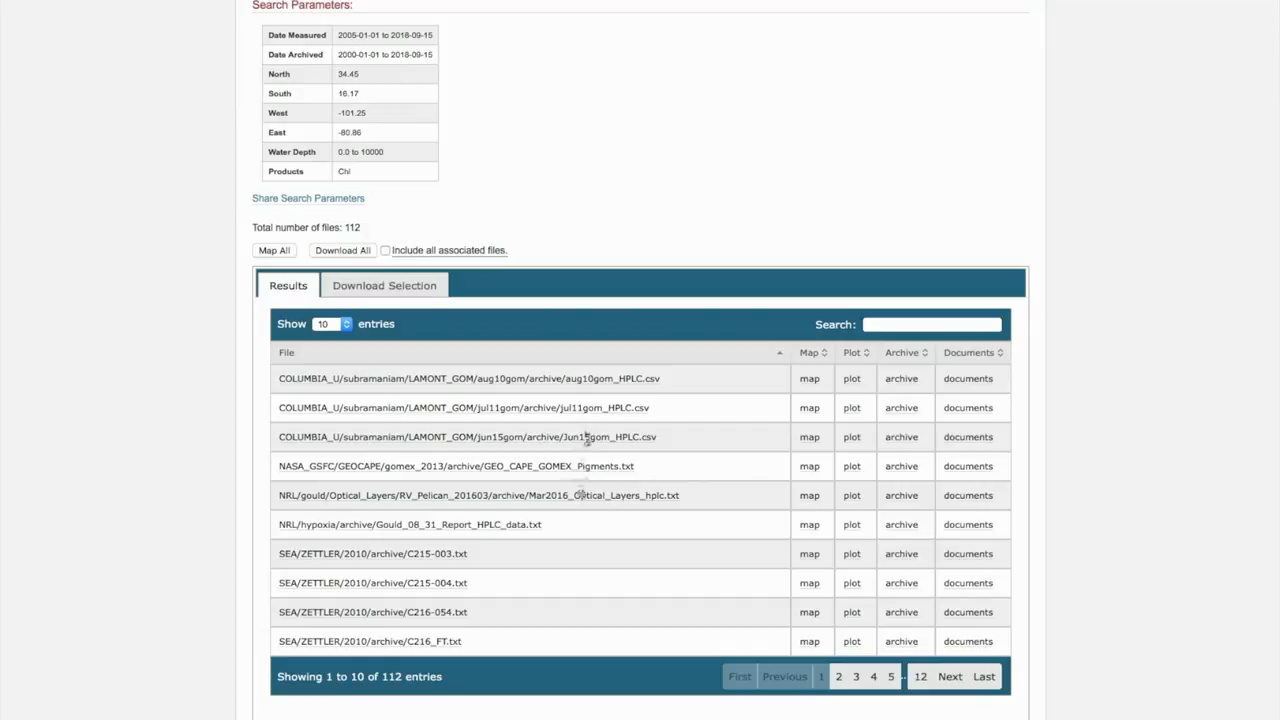 Search Parameters:
Date Measured 2005-01-01 to 2018-09-15
Date Archived 2000-01-01 to 2018-09-15
North 34.45
South 16.17
West -101.25
East -80.86
Water Depth 0.0 to 10000
Products Chl
Share Search Parameters
Total number of files: 112
Map All Download All Include all associated files.
Results Download Selection
Show 10 entries Search:
File Map Plot Archive Documents
COLUMBIA_U/subramaniam/LAMONT_GOM/aug10gom/archive/aug10gom_HPLC.csv map plot archive documents
COLUMBIA_U/subramaniam/LAMONT_GOM/jul11gom/archive/jul11gom_HPLC.csv map plot archive documents
COLUMBIA_U/subramaniam/LAMONT_GOM/jun15gom/archive/Jun15gom_HPLC.csv map plot archive documents
NASA_GSFC/GEOCAPE/gomex_2013/archive/GEO_CAPE_GOMEX_Pigments.txt map plot archive documents
NRL/gould/Optical_Layers/RV_Pelican_201603/archive/Mar2016_Optical_Layers_hplc.txt map plot archive documents
NRL/hypoxia/archive/Gould_08_31_Report_HPLC_data.txt map plot archive documents
SEA/ZETTLER/2010/archive/C215-003.txt map plot archive documents
SEA/ZETTLER/2010/archive/C215-004.txt map plot archive documents
SEA/ZETTLER/2010/archive/C216-054.txt map plot archive documents
SEA/ZETTLER/2010/archive/C216_FT.txt map plot archive documents
Showing 1 to 10 of 112 entries First Previous 1 2 3 4 5 .. 12 Next Last